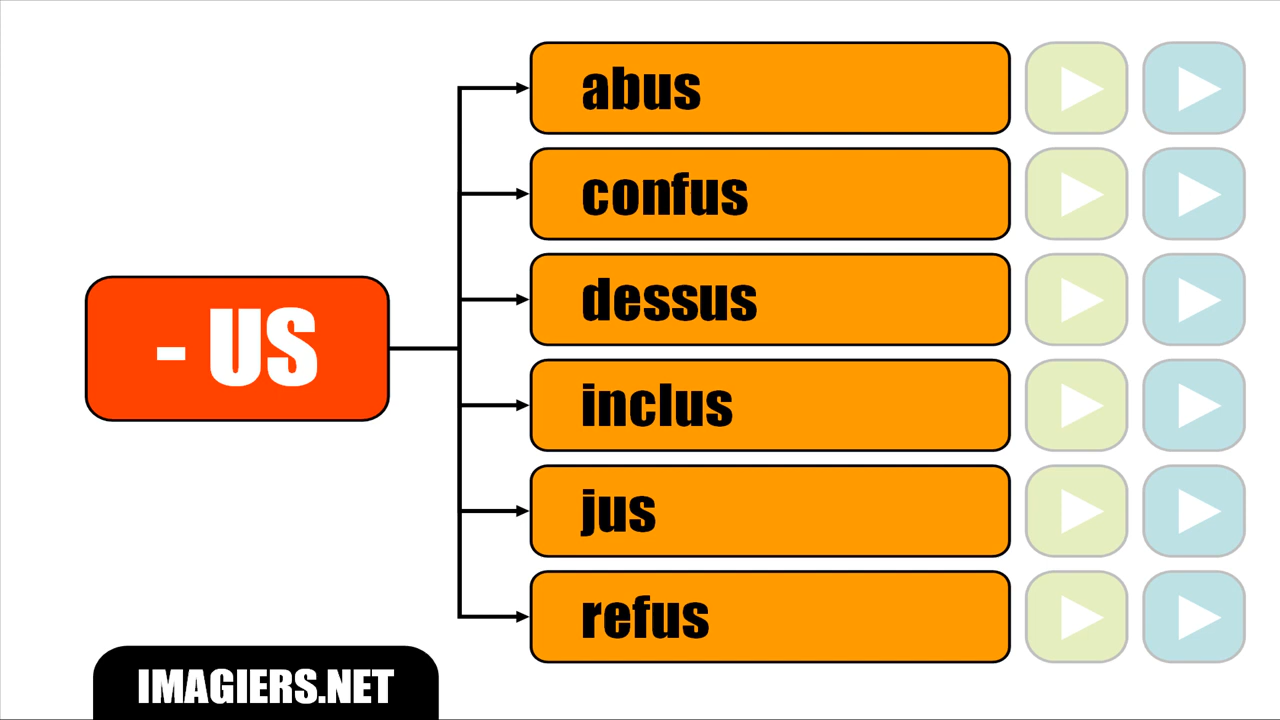 - US
abus
confus
dessus
inclus
jus
refus
IMAGIERS.NET